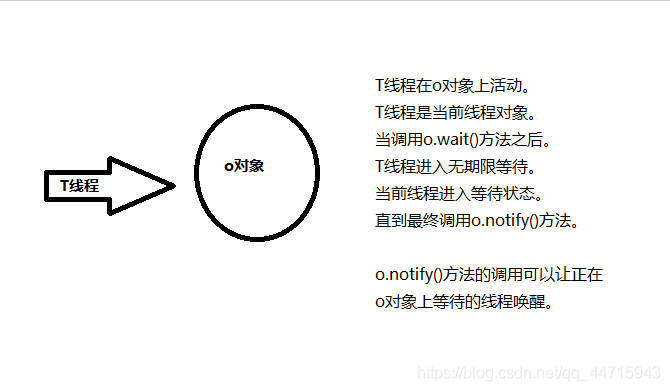 T线程
o对象
T线程在o对象上活动。
T线程是当前线程对象。
当调用o.wait()方法之后。
T线程进入无期限等待。
当前线程进入等待状态。
直到最终调用o.notify()方法。
o.notify()方法的调用可以让正在
o对象上等待的线程唤醒。
https://blog.csdn.net/qq_44715943